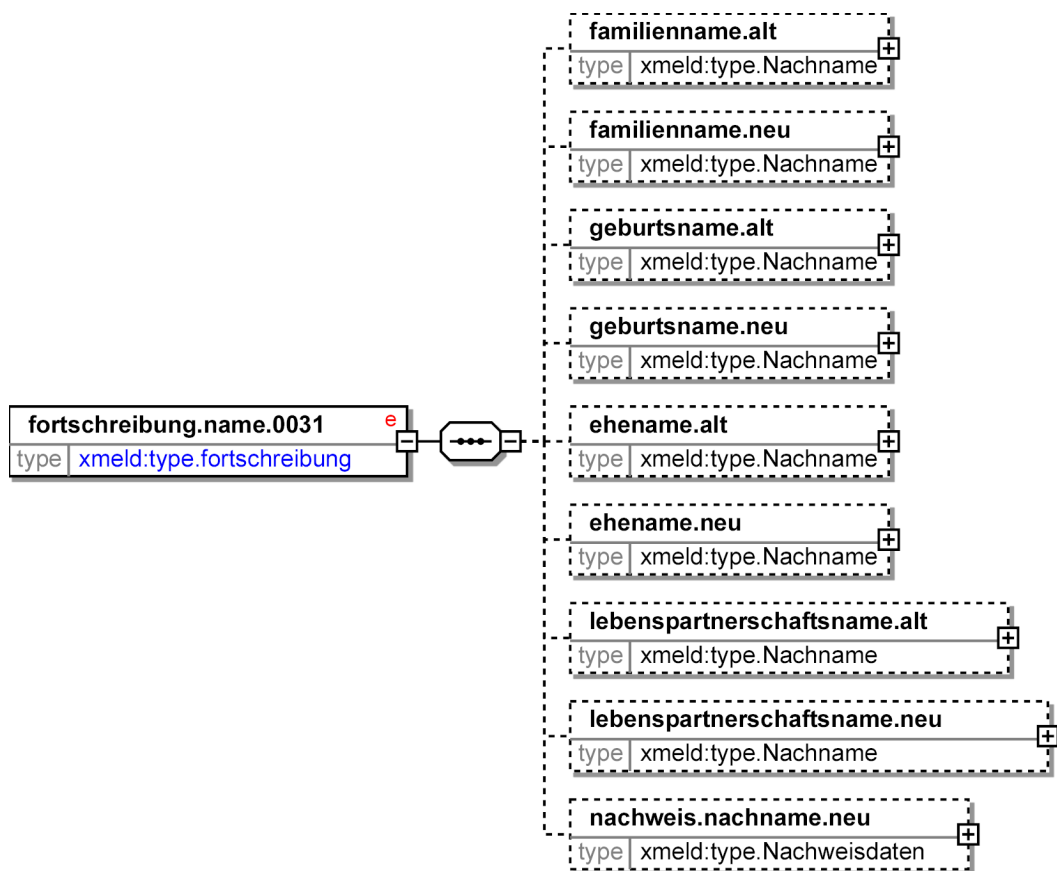 familienname.alt
type xmeld:type.Nachname
familienname.neu
type xmeld:type.Nachname
geburtsname.alt
type xmeld:type.Nachname
geburtsname.neu
type xmeld:type.Nachname
fortschreibung.name.0031 e
type xmeld:type.fortschreibung
ehename.alt
type xmeld:type.Nachname
ehename.neu
type xmeld:type.Nachname
lebenspartnerschaftsname.alt
type xmeld:type.Nachname
lebenspartnerschaftsname.neu
type xmeld:type.Nachname
nachweis.nachname.neu
type xmeld:type.Nachweisdaten